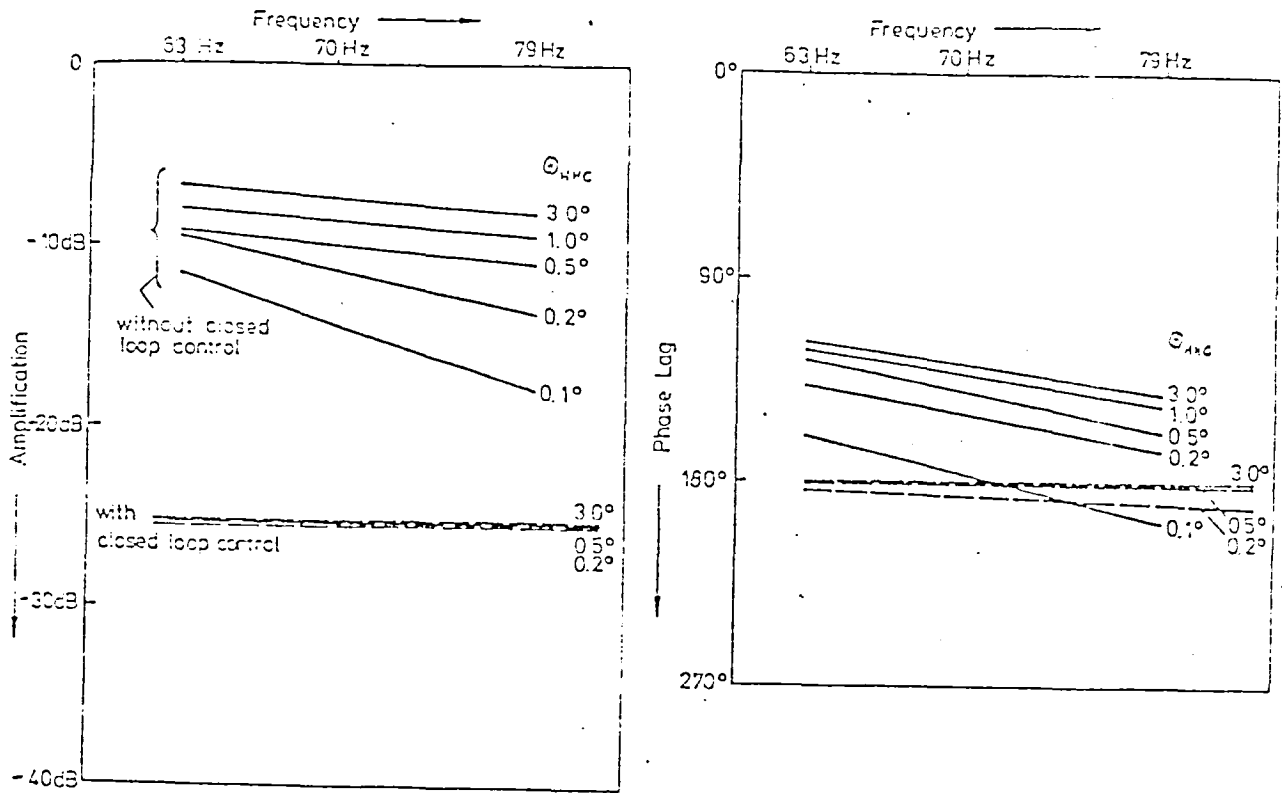 Frequency
63 Hz 70 Hz 79 Hz
0
-10dB
-20dB
-30dB
-40dB
Amplification
ΘHHC
3.0°
1.0°
0.5°
0.2°
0.1°
without closed
loop control
with
closed loop control
3.0°
0.5°
0.2°
Frequency
63 Hz 70 Hz 79 Hz
0°
90°
180°
270°
Phase Lag
ΘHHC
3.0°
1.0°
0.5°
0.2°
3.0°
0.1°
0.5°
0.2°